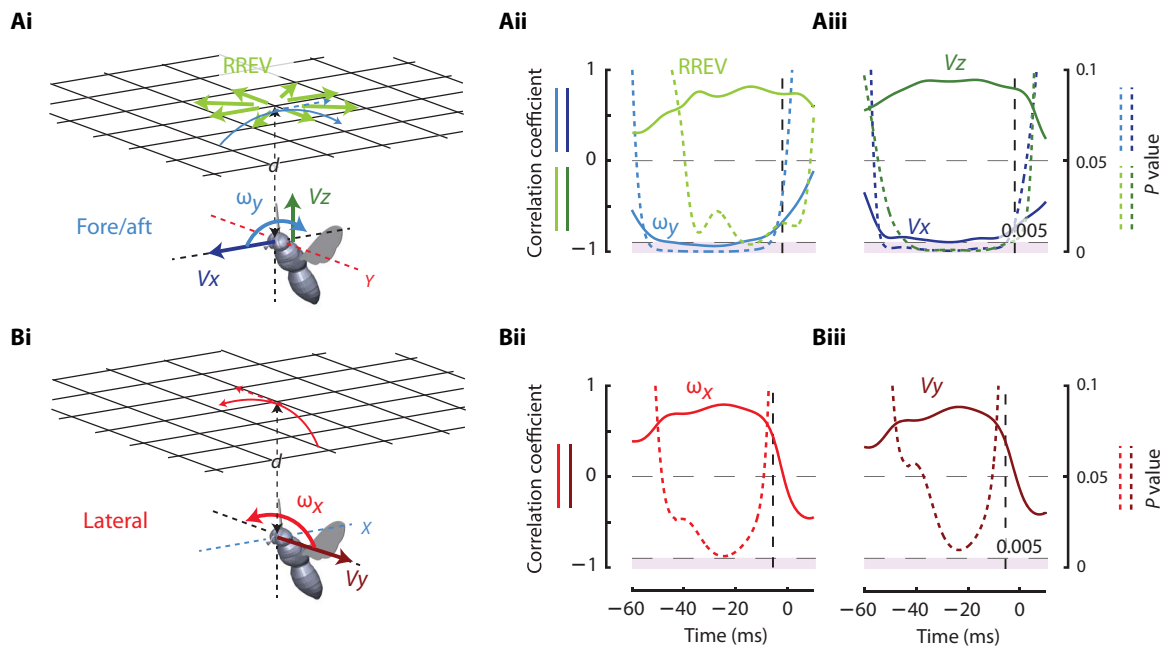 Ai
RREV
d
ωy
Vz
Fore/aft
Vx
Y
Aii
Correlation coefficient
1
0
−1
RREV
ωy
Aiii
Vz
Vx
0.005
0.1
0.05
0
P value
Bi
d
ωx
Lateral
X
Vy
Bii
Correlation coefficient
1
0
−1
ωx
−60 −40 −20 0
Time (ms)
Biii
Vy
0.005
0.1
0.05
0
P value
−60 −40 −20 0
Time (ms)